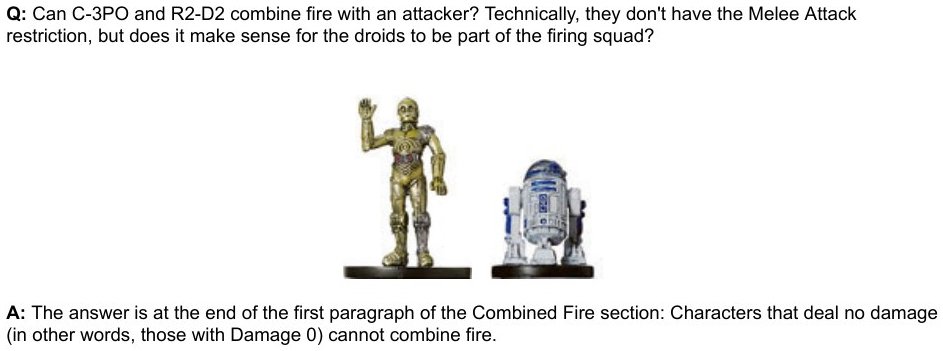 Q: Can C-3PO and R2-D2 combine fire with an attacker? Technically, they don't have the Melee Attack
restriction, but does it make sense for the droids to be part of the firing squad?
A: The answer is at the end of the first paragraph of the Combined Fire section: Characters that deal no damage
(in other words, those with Damage 0) cannot combine fire.